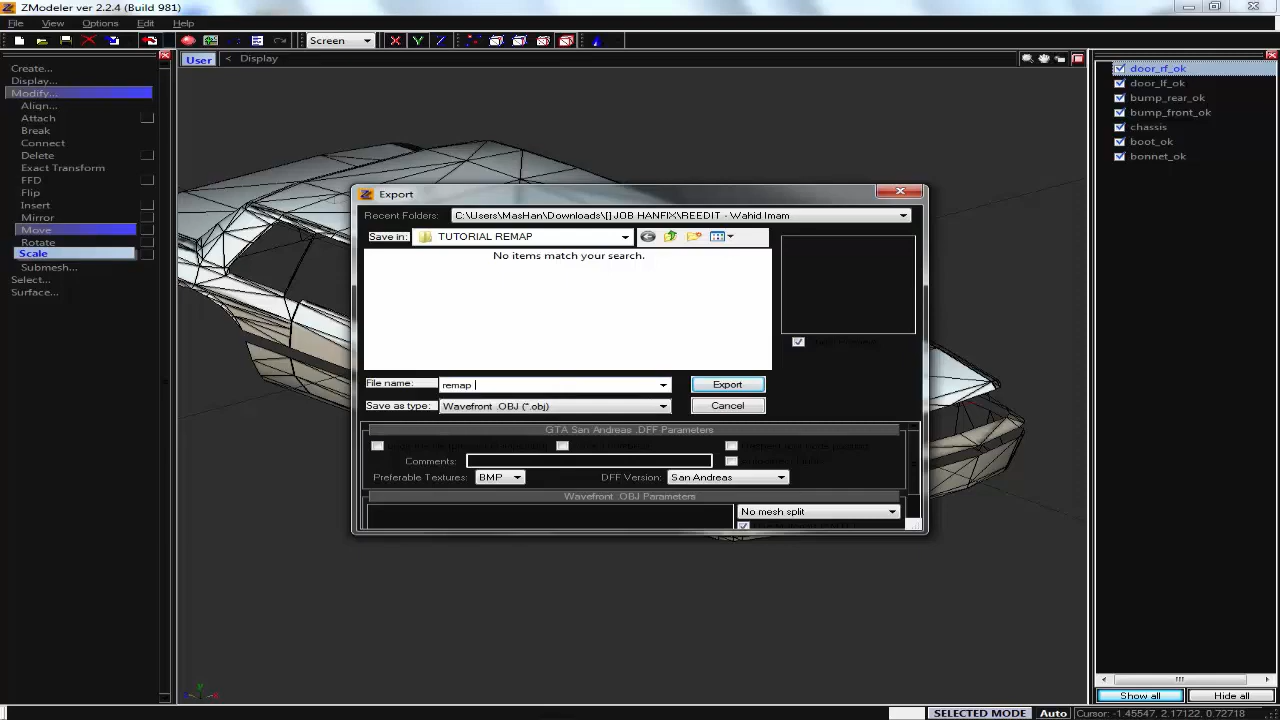 ZModeler ver 2.2.4 (Build 981)
File View Options Edit Help
Screen X Y Z
Create...
Display...
Modify...
Align...
Attach
Break
Connect
Delete
Exact Transform
FFD
Flip
Insert
Mirror
Move
Rotate
Scale
Submesh...
Select...
Surface...
User < Display
Export
Recent Folders: C:\Users\MasHan\Downloads\[] JOB HANFIX\REEDIT - Wahid Imam
Save in: TUTORIAL REMAP
No items match your search.
File name: remap
Export
Save as type: Wavefront .OBJ (*.obj)
Cancel
GTA San Andreas .DFF Parameters
Comments:
Preferable Textures: BMP DFF Version: San Andreas
Wavefront .OBJ Parameters
No mesh split
door_rf_ok
door_lf_ok
bump_rear_ok
bump_front_ok
chassis
boot_ok
bonnet_ok
Show all Hide all
SELECTED MODE Auto Cursor: -1.45547, 2.17122, 0.72718